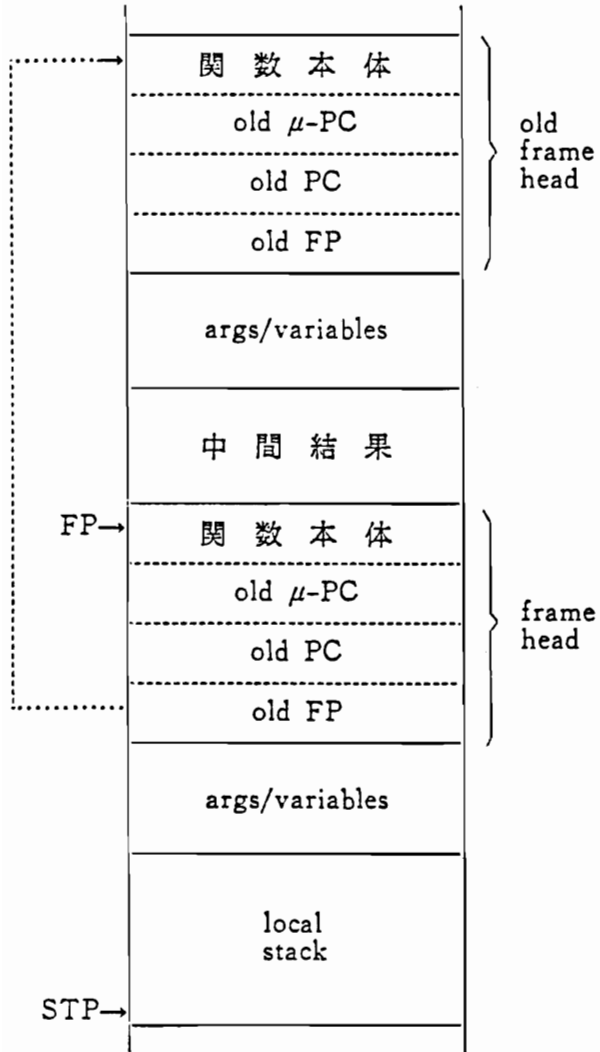 関数本体
old μ-PC
old PC
old FP
old
frame
head
args/variables
中間結果
FP→
関数本体
old μ-PC
old PC
old FP
frame
head
args/variables
local
stack
STP→